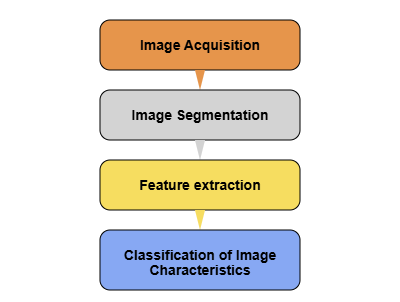 Image Acquisition
Image Segmentation
Feature extraction
Classification of Image
Characteristics